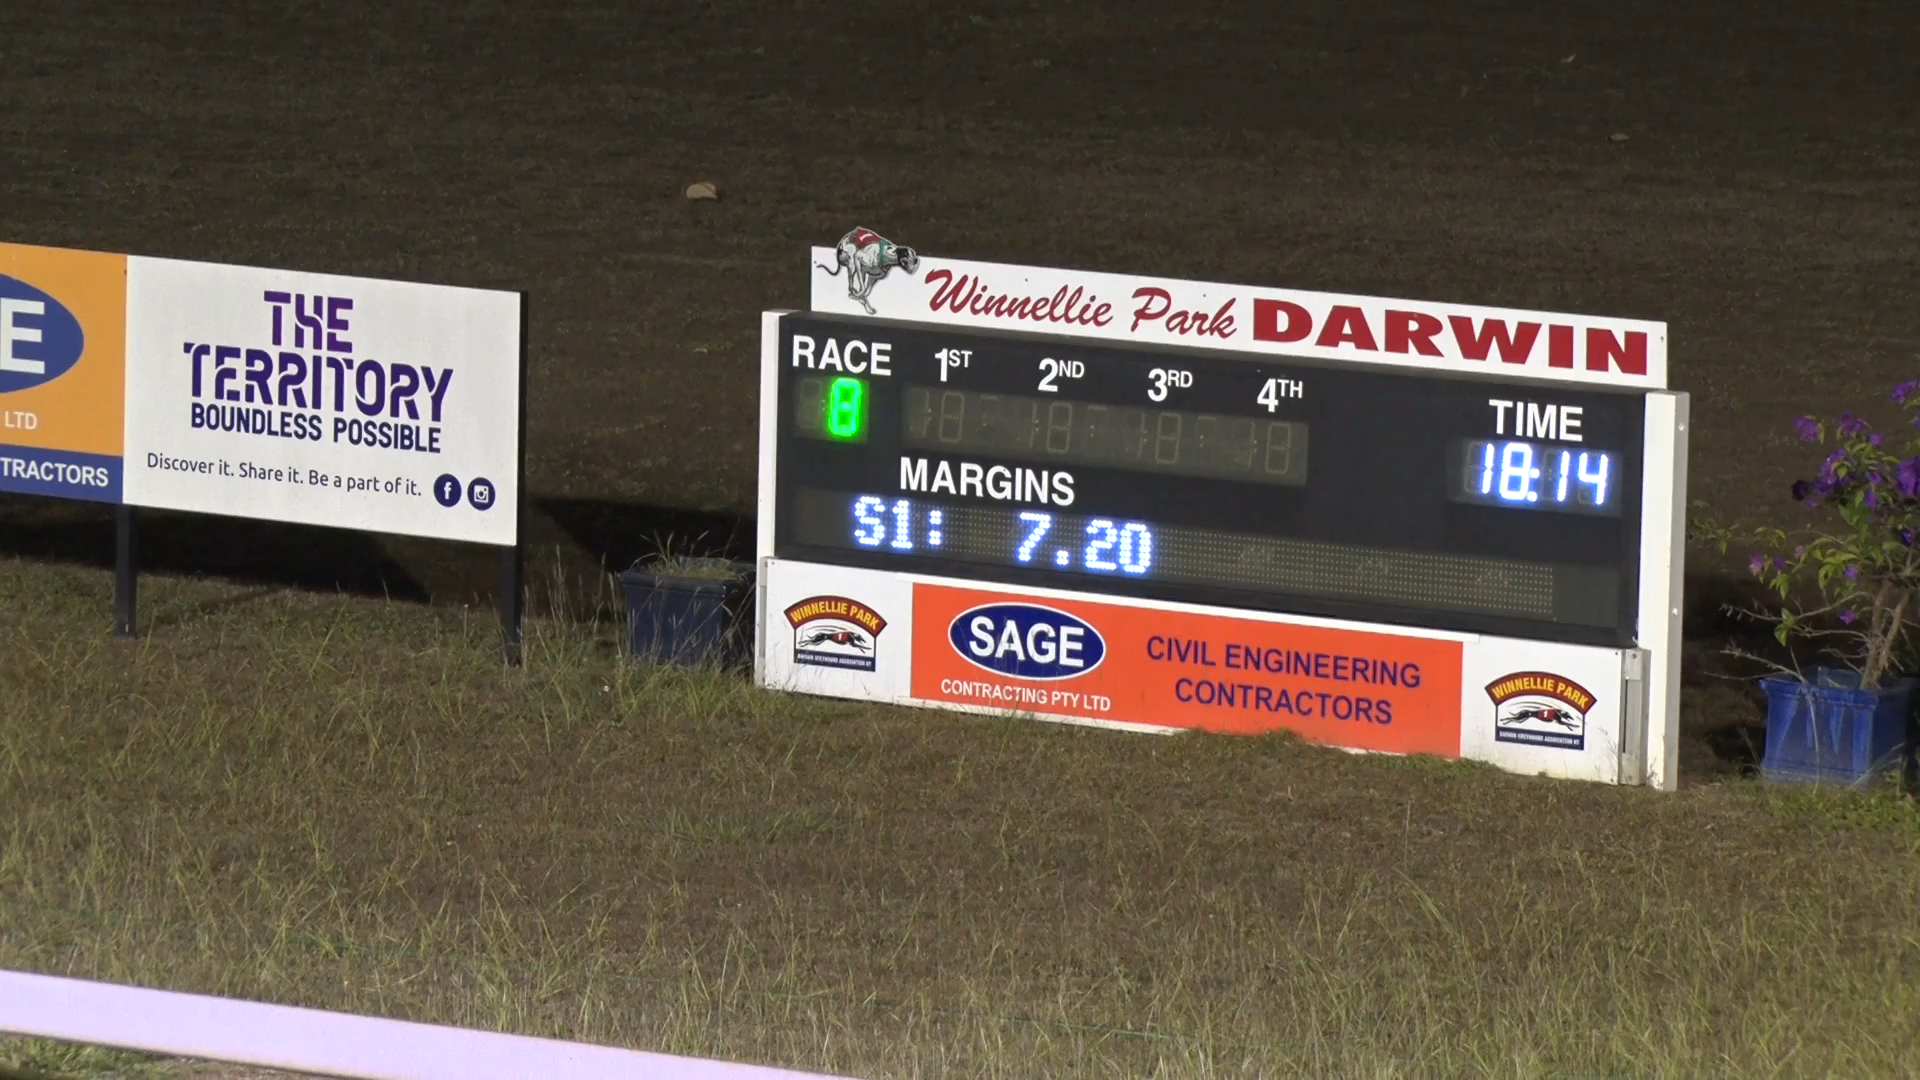 E
LTD
TRACTORS
THE
TERRITORY
BOUNDLESS POSSIBLE
Discover it. Share it. Be a part of it.
Winnellie Park DARWIN
RACE 1ST 2ND 3RD 4TH TIME
8 18:14
MARGINS
S1: 7.20
WINNELLIE PARK
SAGE
CONTRACTING PTY LTD
CIVIL ENGINEERING
CONTRACTORS
WINNELLIE PARK